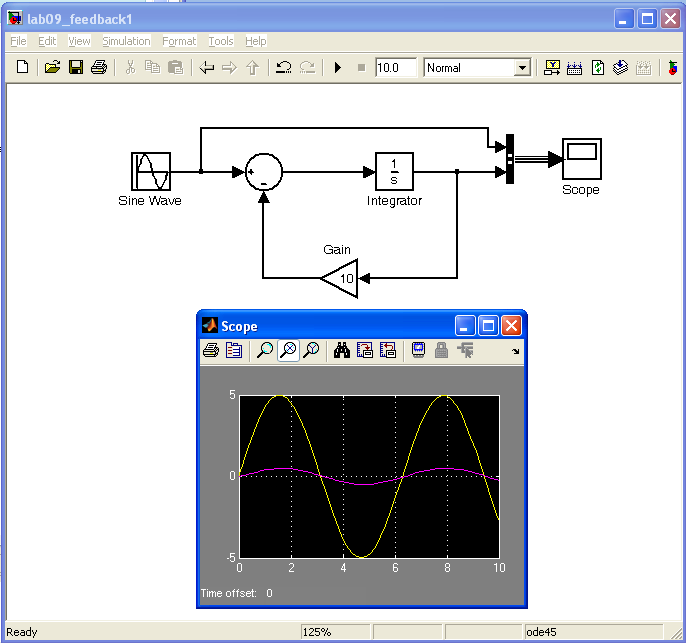 lab09_feedback1
File Edit View Simulation Format Tools Help
10.0 Normal
Sine Wave
+
-
1
s
Integrator
Scope
Gain
10
Scope
5
0
-5
0 2 4 6 8 10
Time offset: 0
Ready 125% ode45